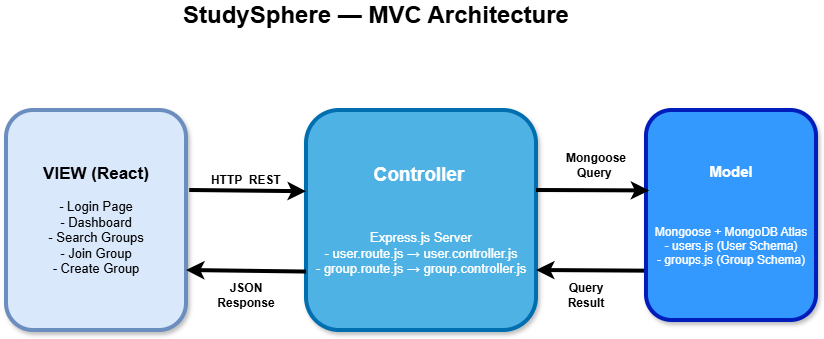 StudySphere — MVC Architecture
VIEW (React)
- Login Page
- Dashboard
- Search Groups
- Join Group
- Create Group
HTTP REST
JSON
Response
Controller
Express.js Server
- user.route.js → user.controller.js
- group.route.js → group.controller.js
Mongoose
Query
Query
Result
Model
Mongoose + MongoDB Atlas
- users.js (User Schema)
- groups.js (Group Schema)